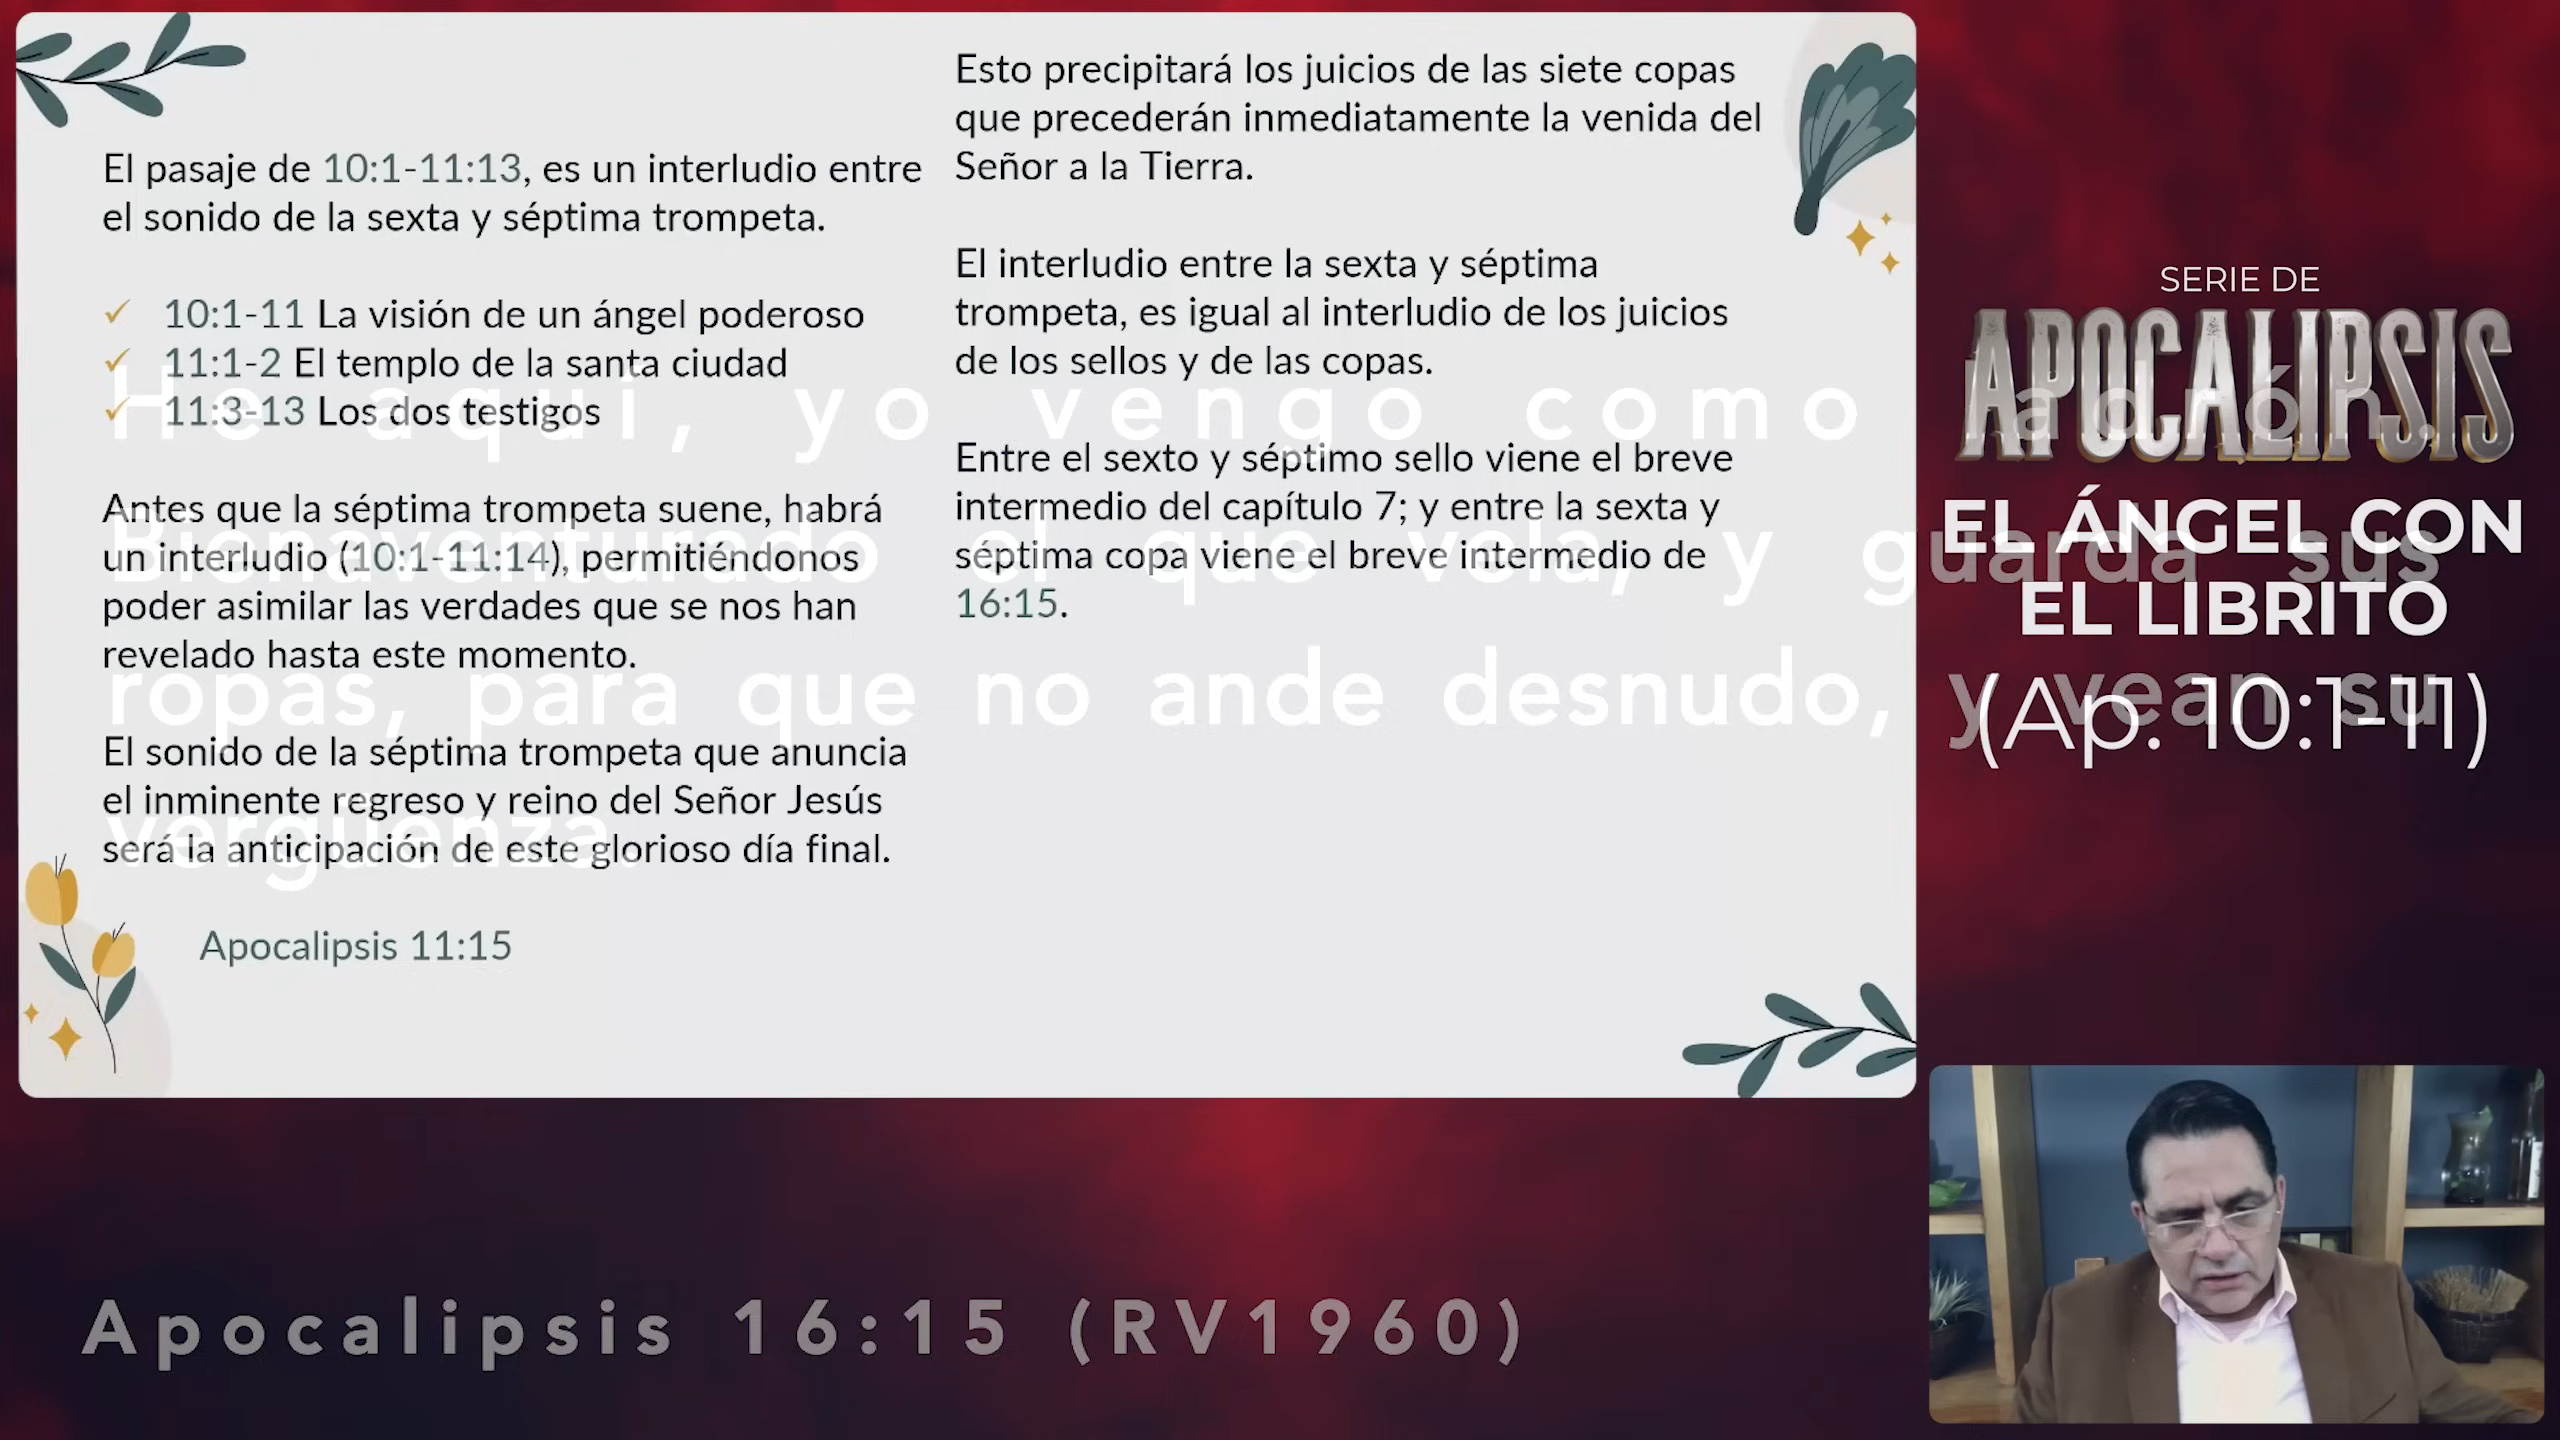 El pasaje de 10:1-11:13, es un interludio entre
el sonido de la sexta y séptima trompeta.
✓ 10:1-11 La visión de un ángel poderoso
✓ 11:1-2 El templo de la santa ciudad
✓ 11:3-13 Los dos testigos
Antes que la séptima trompeta suene, habrá
un interludio (10:1-11:14), permitiéndonos
poder asimilar las verdades que se nos han
revelado hasta este momento.
El sonido de la séptima trompeta que anuncia
el inminente regreso y reino del Señor Jesús
será la anticipación de este glorioso día final.
Apocalipsis 11:15
Esto precipitará los juicios de las siete copas
que precederán inmediatamente la venida del
Señor a la Tierra.
El interludio entre la sexta y séptima
trompeta, es igual al interludio de los juicios
de los sellos y de las copas.
Entre el sexto y séptimo sello viene el breve
intermedio del capítulo 7; y entre la sexta y
séptima copa viene el breve intermedio de
16:15.
SERIE DE
APOCALIPSIS
EL ÁNGEL CON
EL LIBRITO
(Ap. 10:1-11)
He aquí, yo vengo como ladrón.
Bienaventurado el que vela, y guarda sus
ropas, para que no ande desnudo, y vean su
vergüenza.
Apocalipsis 16:15 (RV1960)